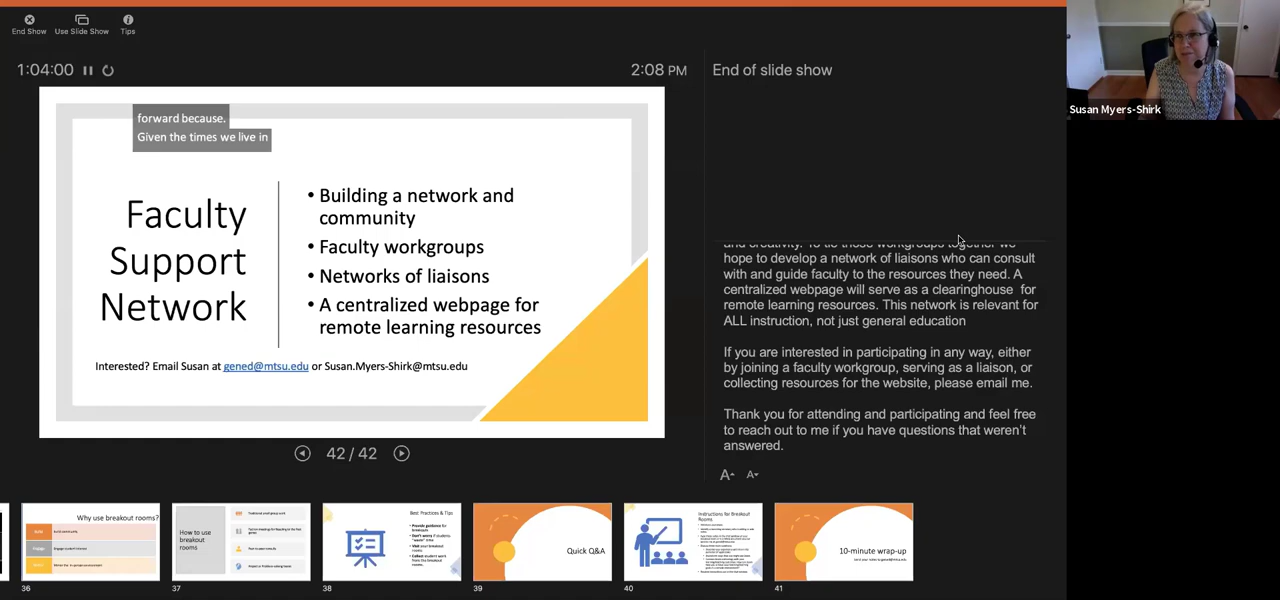 End Show
Use Slide Show
Tips
1:04:00
2:08 PM
End of slide show
Susan Myers-Shirk
forward because.
Given the times we live in
Faculty
Support
Network
• Building a network and
community
• Faculty workgroups
• Networks of liaisons
• A centralized webpage for
remote learning resources
Interested? Email Susan at gened@mtsu.edu or Susan.Myers-Shirk@mtsu.edu
and creativity. To tie those workgroups together we
hope to develop a network of liaisons who can consult
with and guide faculty to the resources they need. A
centralized webpage will serve as a clearinghouse for
remote learning resources. This network is relevant for
ALL instruction, not just general education
If you are interested in participating in any way, either
by joining a faculty workgroup, serving as a liaison, or
collecting resources for the website, please email me.
Thank you for attending and participating and feel free
to reach out to me if you have questions that weren't
answered.
42 / 42
A A
Why use breakout rooms?
How to use
breakout
rooms
Best Practices & Tips
Quick Q&A
Instructions for Breakout
Rooms
10-minute wrap-up
36
37
38
39
40
41